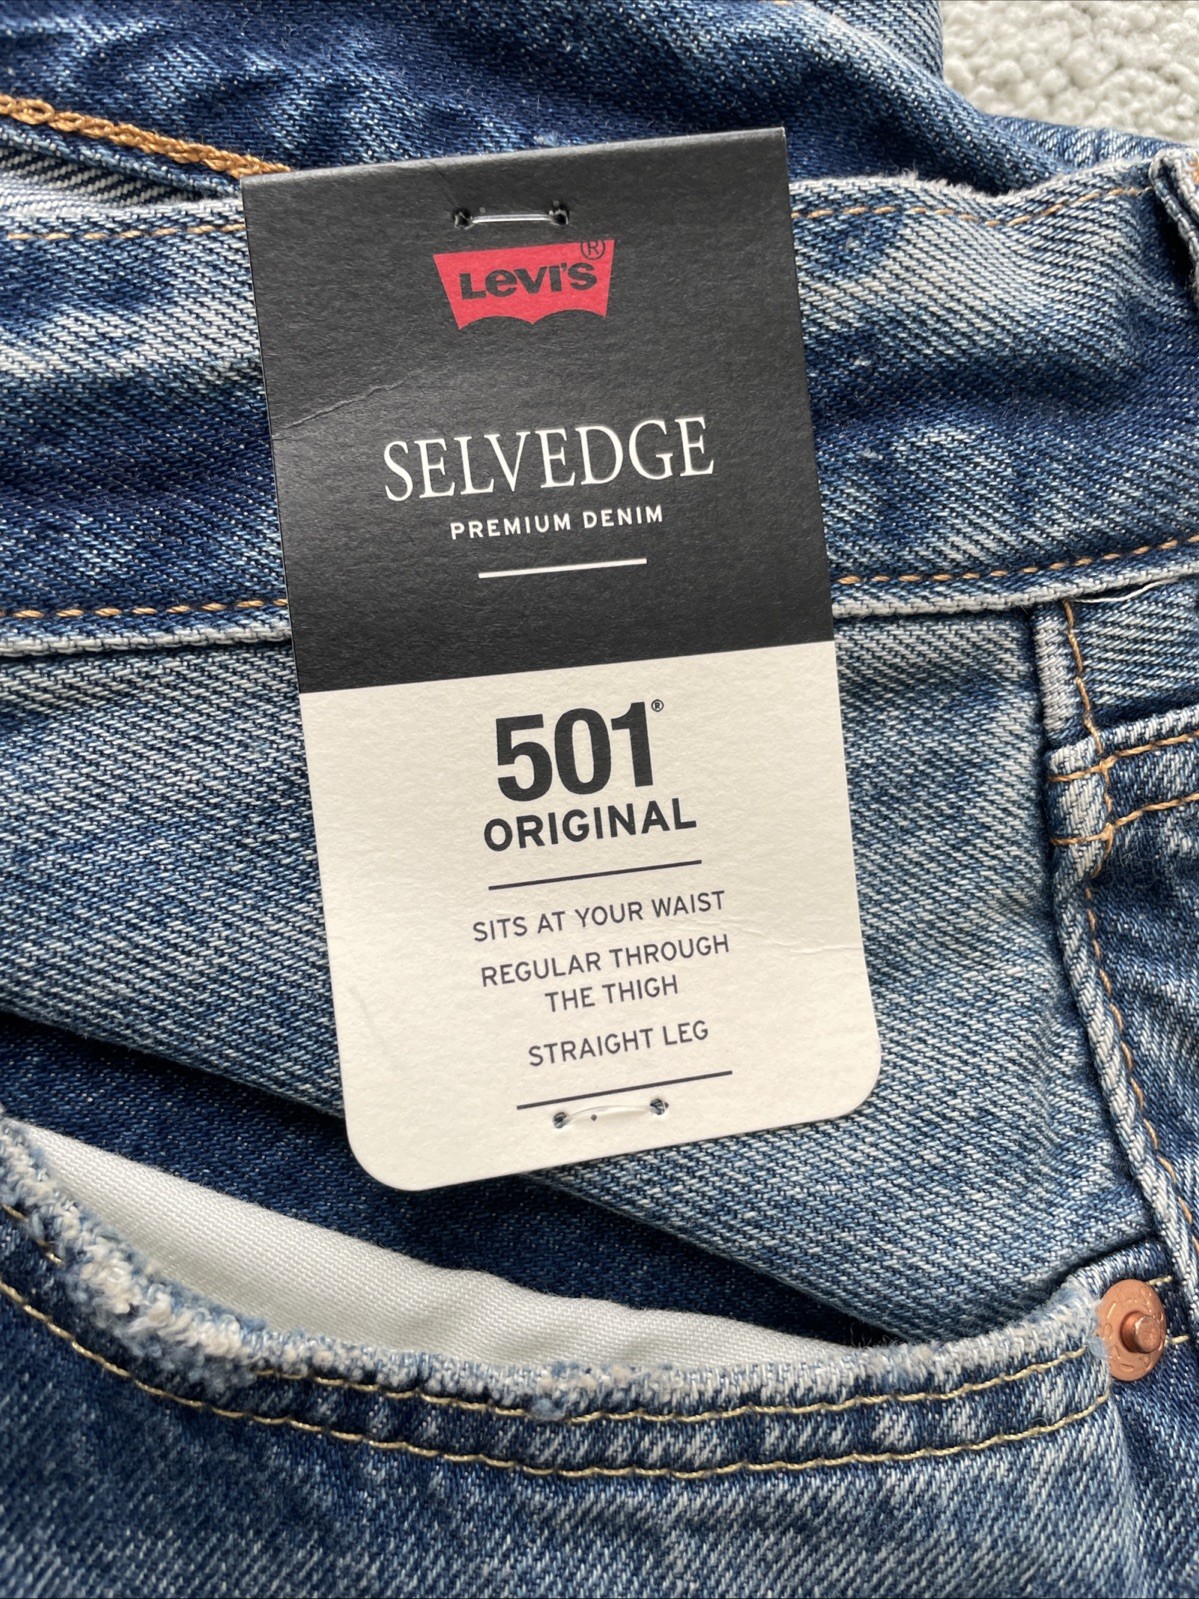 Levi's®
SELVEDGE
PREMIUM DENIM
501®
ORIGINAL
SITS AT YOUR WAIST
REGULAR THROUGH
THE THIGH
STRAIGHT LEG